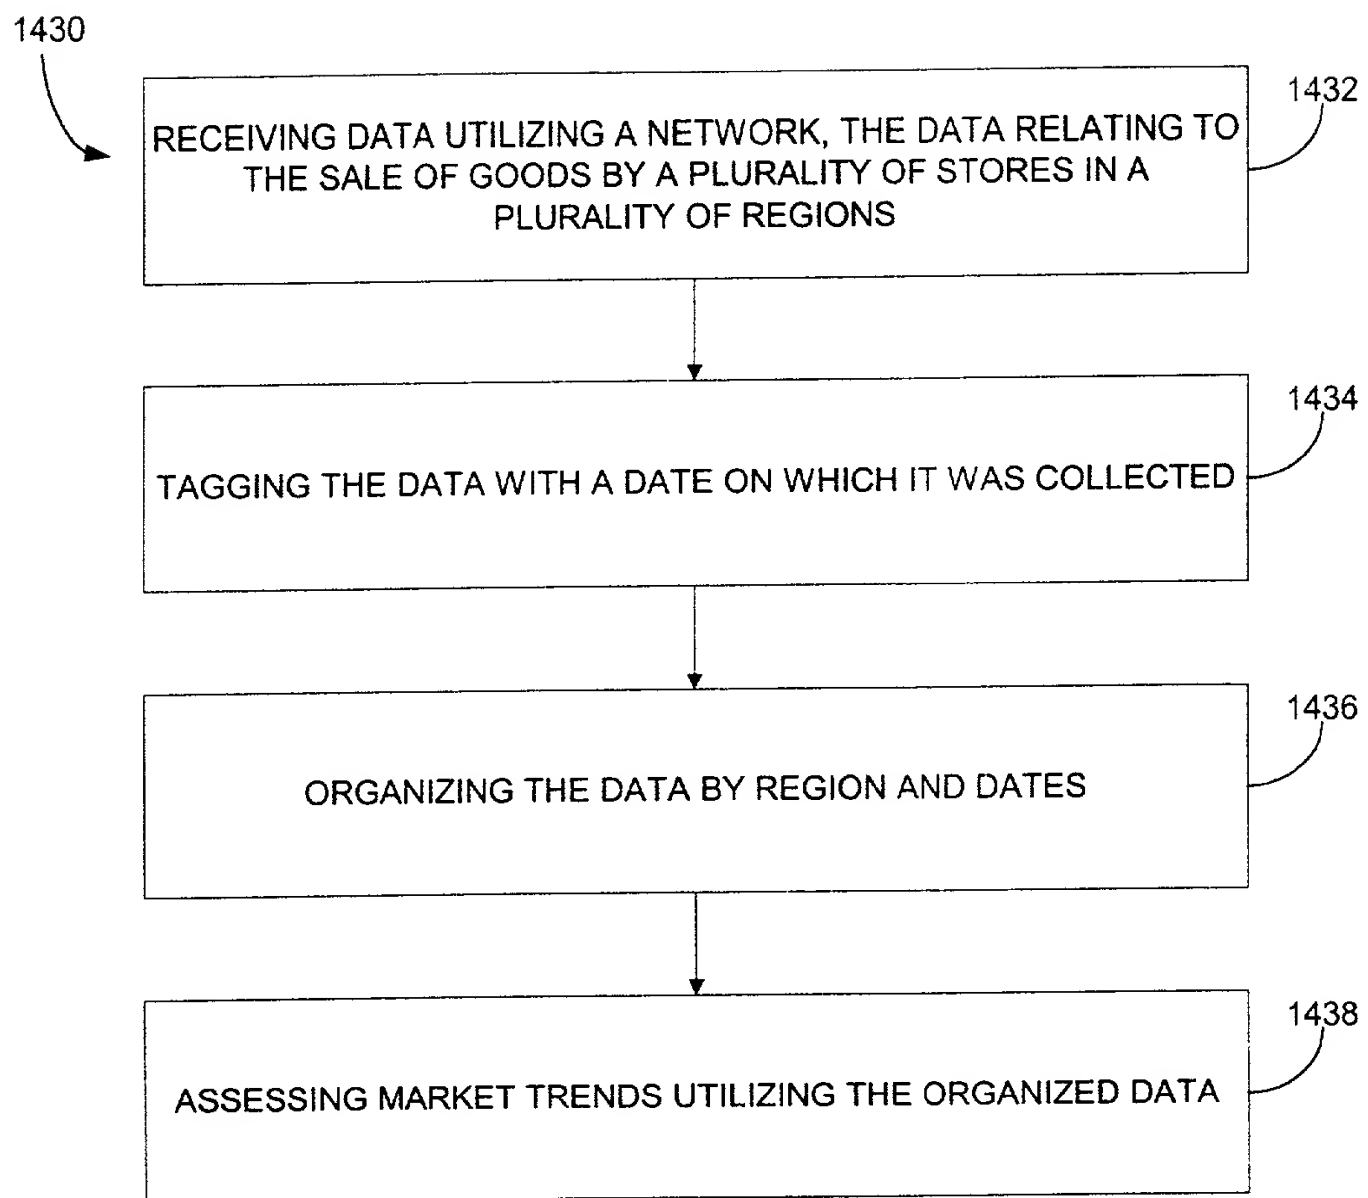 1430
1432
RECEIVING DATA UTILIZING A NETWORK, THE DATA RELATING TO
THE SALE OF GOODS BY A PLURALITY OF STORES IN A
PLURALITY OF REGIONS
1434
TAGGING THE DATA WITH A DATE ON WHICH IT WAS COLLECTED
1436
ORGANIZING THE DATA BY REGION AND DATES
1438
ASSESSING MARKET TRENDS UTILIZING THE ORGANIZED DATA